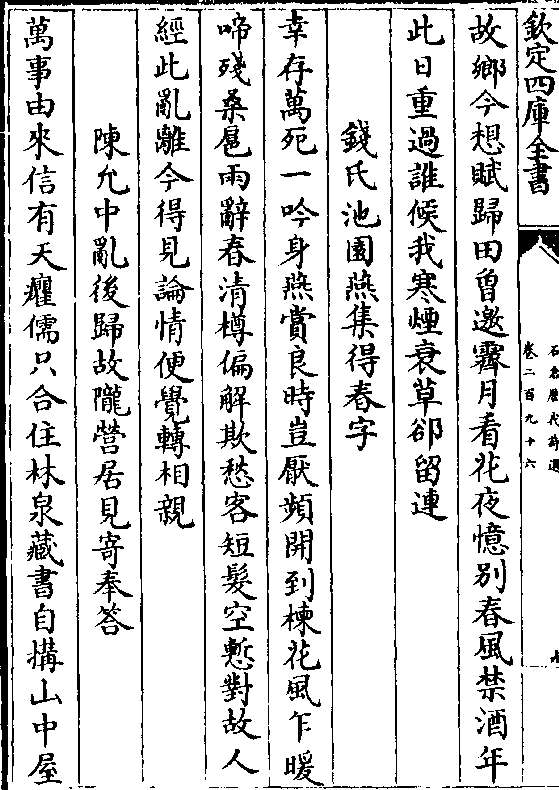 欽定四庫全書
石倉歷代詩選
卷二百九十六
故鄉今想賦歸田曾邀霽月看花夜憶別春風禁酒年
此日重過誰候我寒煙衰草卻留連
錢氏池園燕集得春字
幸存萬死一吟身燕賞良時豈厭頻開到楝花風乍暖
啼殘桑扈雨辭春清樽偏解欺愁客短髮空慙對故人
經此亂離今得見論情便覺轉相親
陳允中亂後歸故隴營居見寄奉答
萬事由來信有天癯儒只合住林泉藏書自搆山中屋